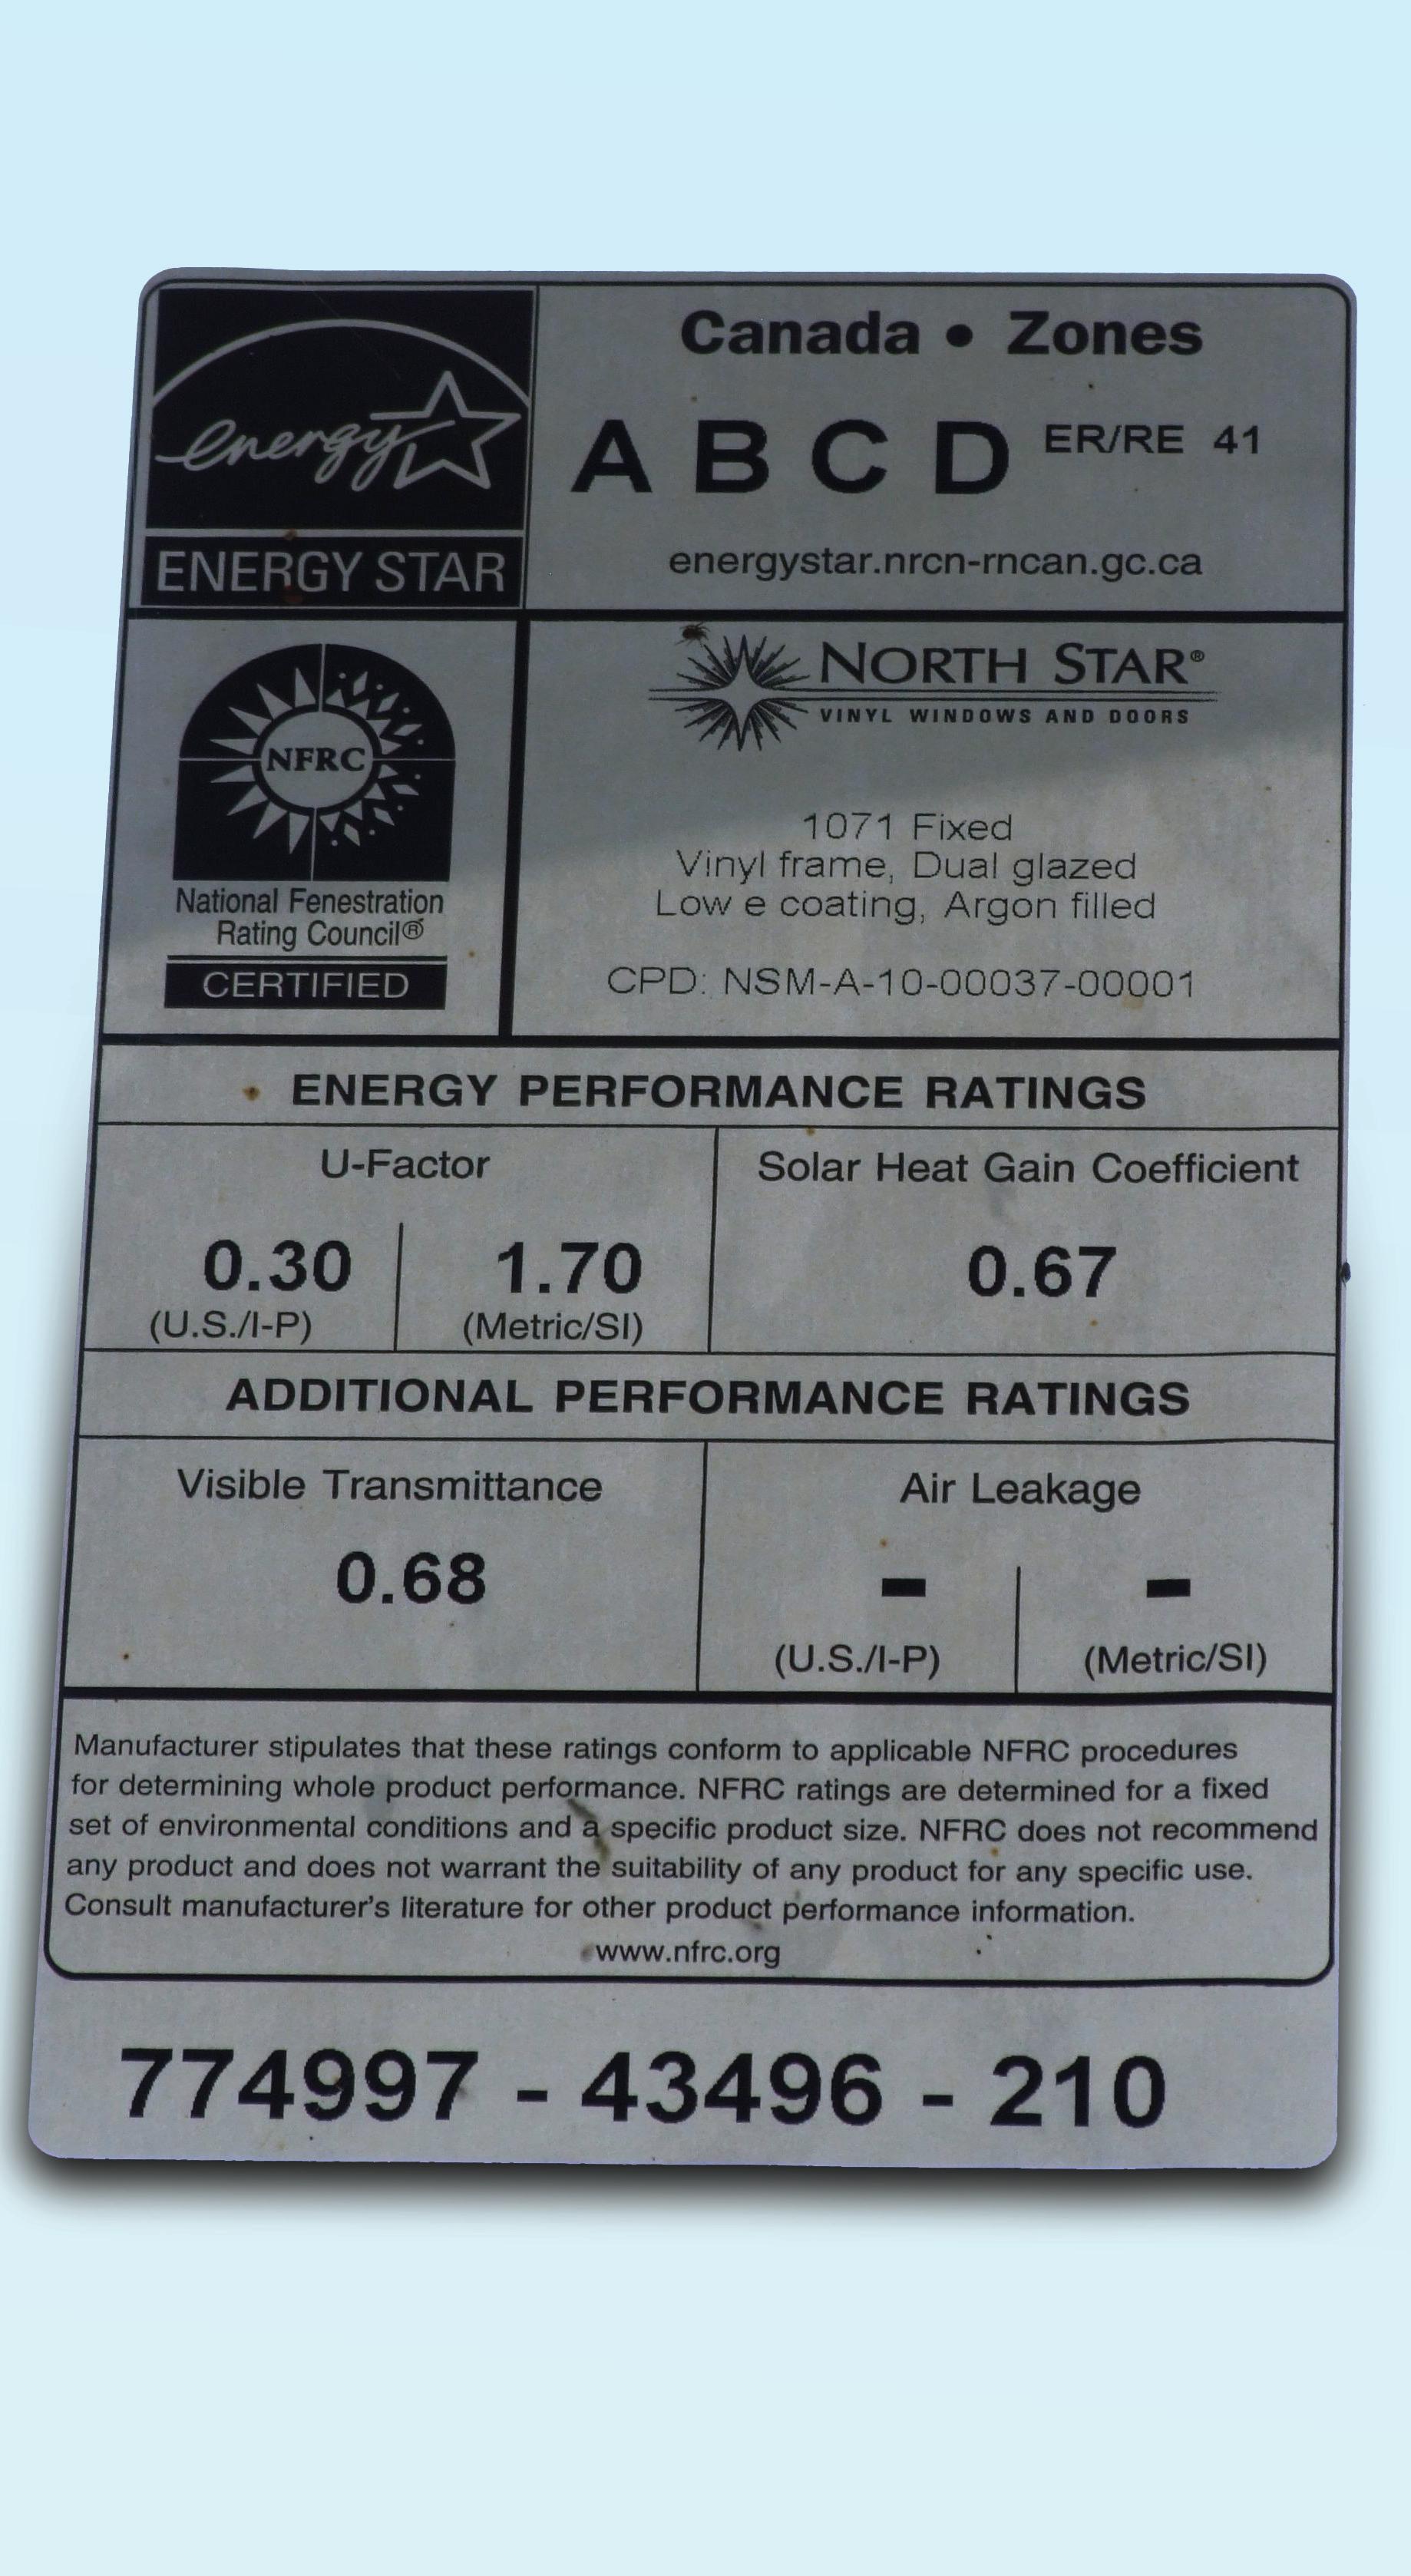 Canada • Zones
energy
A B C D ER/RE 41
ENERGY STAR
energystar.nrcn-rncan.gc.ca
NORTH STAR®
VINYL WINDOWS AND DOORS
NFRC
National Fenestration
Rating Council®
CERTIFIED
1071 Fixed
Vinyl frame, Dual glazed
Low e coating, Argon filled
CPD: NSM-A-10-00037-00001
ENERGY PERFORMANCE RATINGS
U-Factor
0.30 | 1.70
(U.S./I-P) (Metric/SI)
Solar Heat Gain Coefficient
0.67
ADDITIONAL PERFORMANCE RATINGS
Visible Transmittance
0.68
Air Leakage
- | -
(U.S./I-P) (Metric/SI)
Manufacturer stipulates that these ratings conform to applicable NFRC procedures
for determining whole product performance. NFRC ratings are determined for a fixed
set of environmental conditions and a specific product size. NFRC does not recommend
any product and does not warrant the suitability of any product for any specific use.
Consult manufacturer's literature for other product performance information.
www.nfrc.org
774997 - 43496 - 210